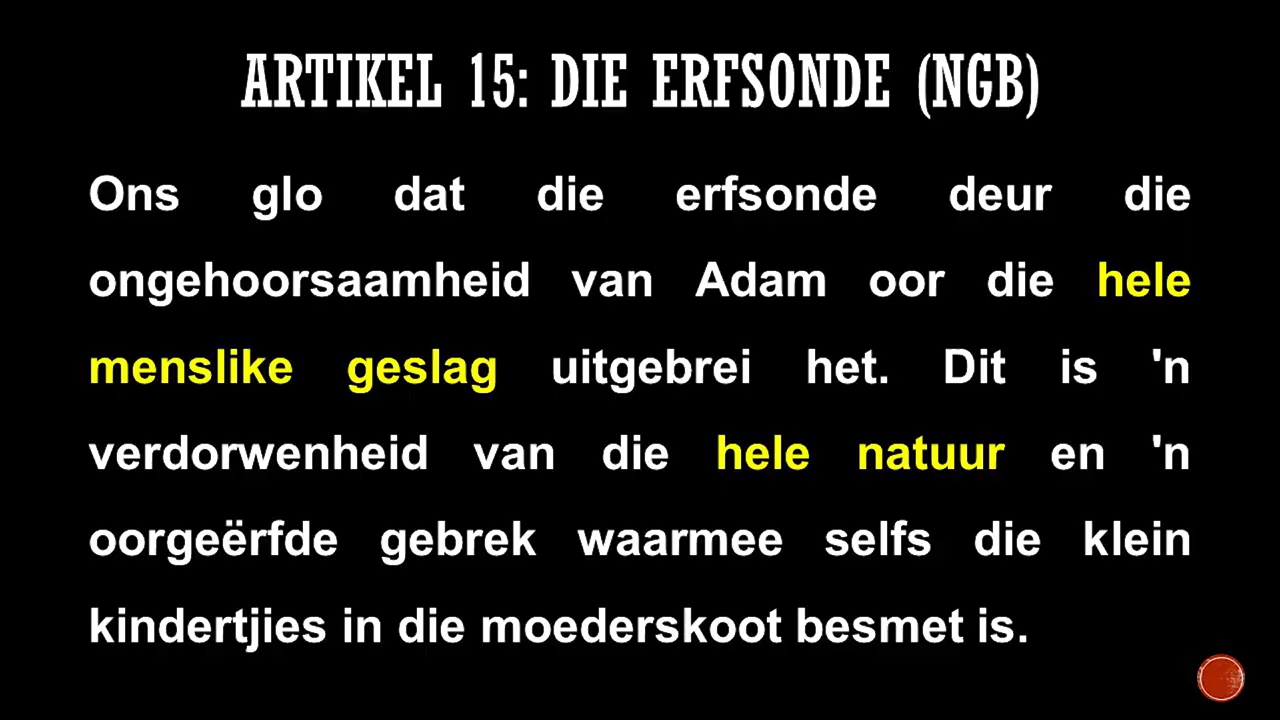 ARTIKEL 15: DIE ERFSONDE (NGB)
Ons glo dat die erfsonde deur die
ongehoorsaamheid van Adam oor die hele
menslike geslag uitgebrei het. Dit is 'n
verdorwenheid van die hele natuur en 'n
oorgeërfde gebrek waarmee selfs die klein
kindertjies in die moederskoot besmet is.